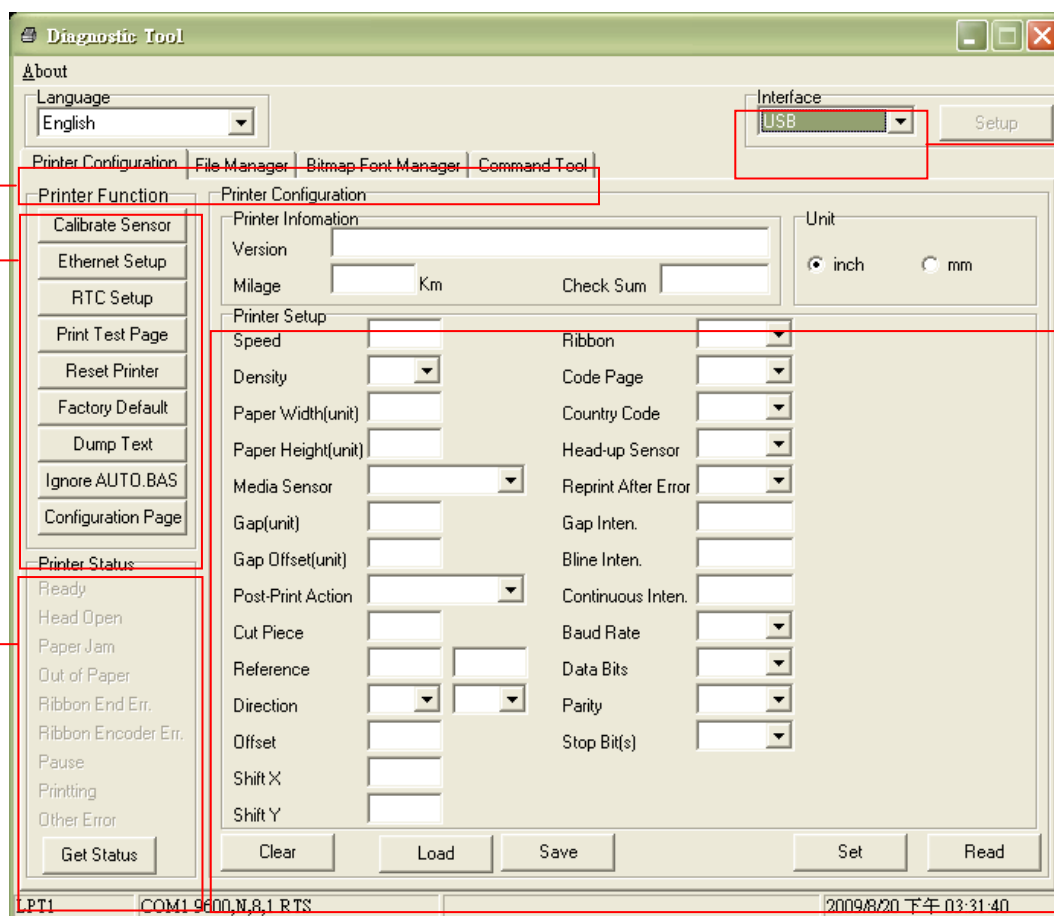 Diagnostic Tool
About
Language
English
Interface
USB
Setup
Printer Configuration
File Manager
Bitmap Font Manager
Command Tool
Printer Function
Calibrate Sensor
Ethernet Setup
RTC Setup
Print Test Page
Reset Printer
Factory Default
Dump Text
Ignore AUTO.BAS
Configuration Page
Printer Status
Ready
Head Open
Paper Jam
Out of Paper
Ribbon End Err.
Ribbon Encoder Err.
Pause
Printting
Other Error
Get Status
Printer Configuration
Printer Infomation
Version
Milage
Km
Check Sum
Unit
inch
mm
Printer Setup
Speed
Density
Paper Width(unit)
Paper Height(unit)
Media Sensor
Gap(unit)
Gap Offset(unit)
Post-Print Action
Cut Piece
Reference
Direction
Offset
Shift X
Shift Y
Ribbon
Code Page
Country Code
Head-up Sensor
Reprint After Error
Gap Inten.
Bline Inten.
Continuous Inten.
Baud Rate
Data Bits
Parity
Stop Bit(s)
Clear
Load
Save
Set
Read
LPT1
COM1 9600,N,8,1 RTS
2009/8/20 下午 03:31:40